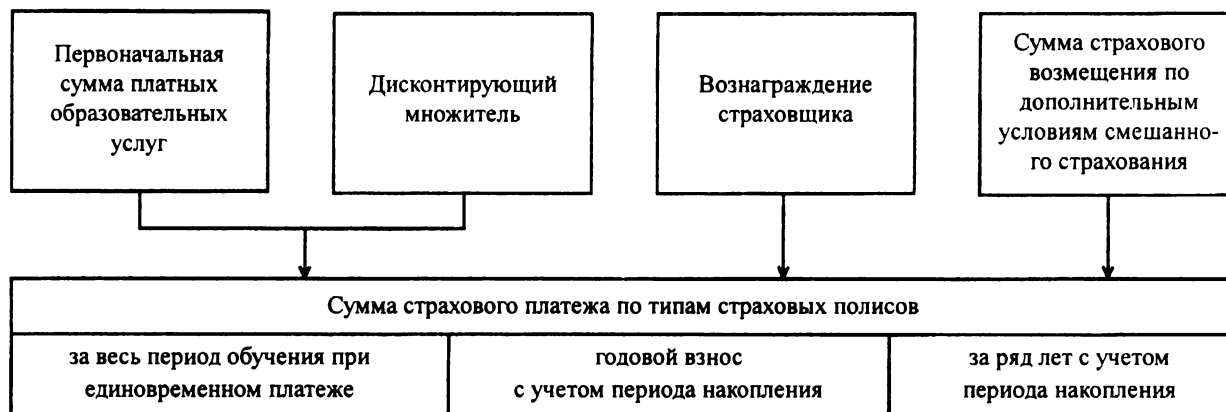 Первоначальная
сумма платных
образовательных
услуг
Дисконтирующий
множитель
Вознаграждение
страховщика
Сумма страхового
возмещения по
дополнительным
условиям смешанно-
го страхования
Сумма страхового платежа по типам страховых полисов
за весь период обучения при
единовременном платеже
годовой взнос
с учетом периода накопления
за ряд лет с учетом
периода накопления